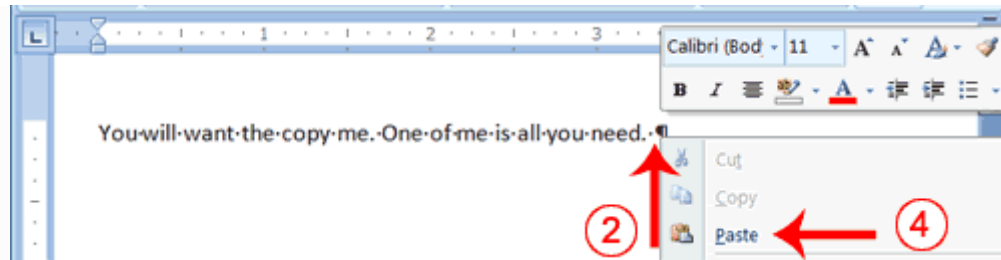 1 2 3
Calibri (Bod 11 A A A
B I A
You·will·want·the·copy·me.·One·of·me·is·all·you·need.·¶
Cut
Copy
2 Paste 4